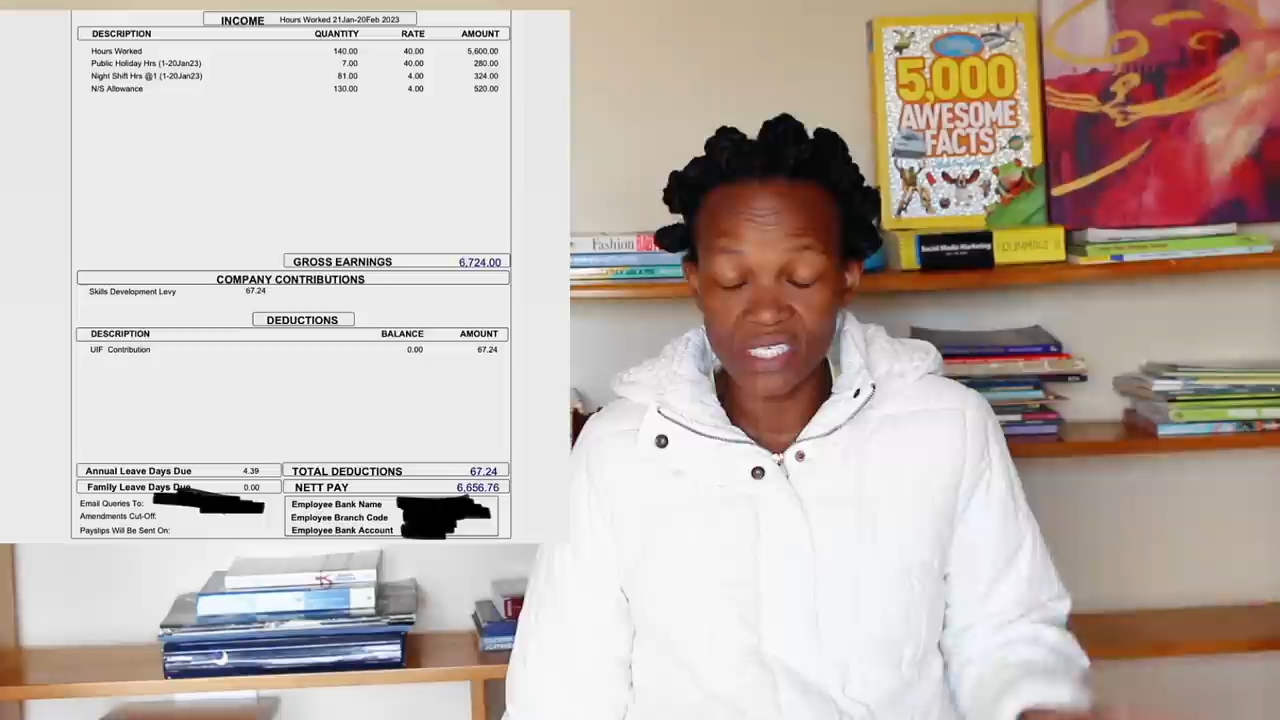 INCOME Hours Worked 21Jan-20Feb 2023
DESCRIPTION QUANTITY RATE AMOUNT
Hours Worked 140.00 40.00 5,600.00
Public Holiday Hrs (1-20Jan23) 7.00 40.00 280.00
Night Shift Hrs @1 (1-20Jan23) 81.00 4.00 324.00
N/S Allowance 130.00 4.00 520.00
GROSS EARNINGS 6,724.00
COMPANY CONTRIBUTIONS
Skills Development Levy 67.24
DEDUCTIONS
DESCRIPTION BALANCE AMOUNT
UIF Contribution 0.00 67.24
Annual Leave Days Due 4.39 TOTAL DEDUCTIONS 67.24
Family Leave Days Due 0.00 NETT PAY 6,656.76
Email Queries To: Employee Bank Name
Amendments Cut-Off: Employee Branch Code
Payslips Will Be Sent On: Employee Bank Account
5,000
AWESOME
FACTS
Fashion
Social Media Marketing
DUMMIES